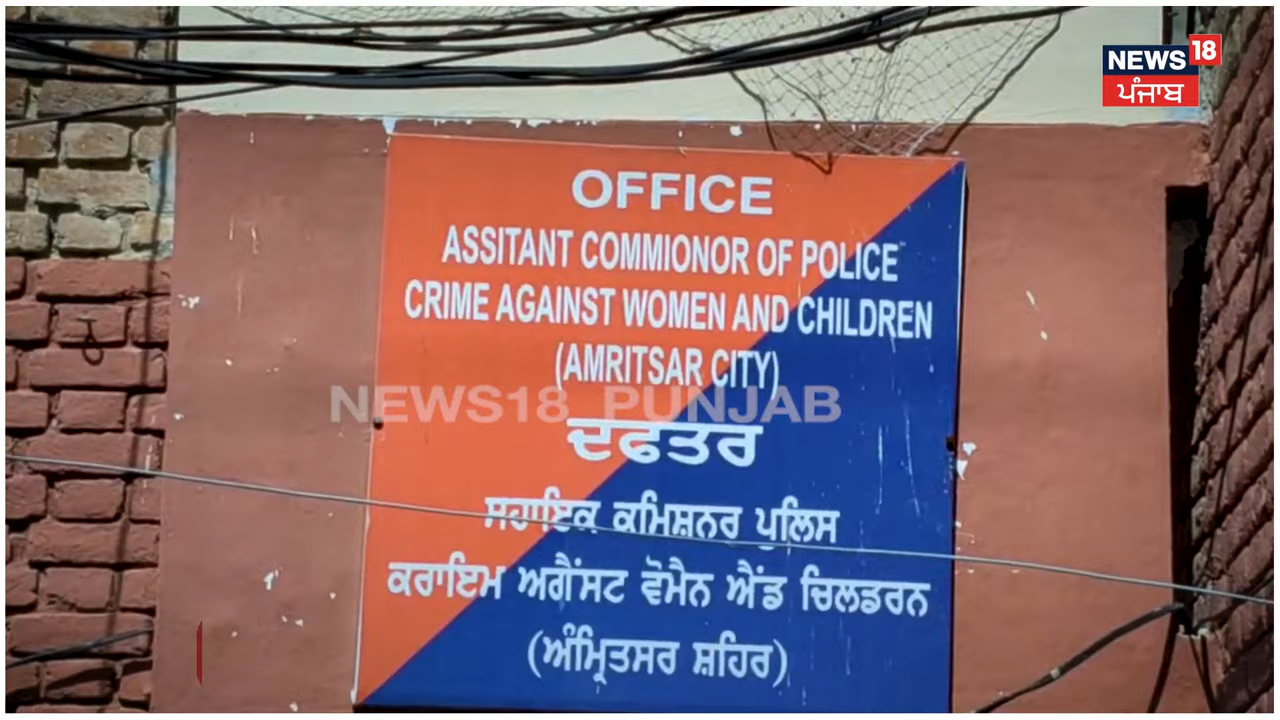 NEWS 18
ਪੰਜਾਬ
OFFICE
ASSITANT COMMIONOR OF POLICE
CRIME AGAINST WOMEN AND CHILDREN
(AMRITSAR CITY)
NEWS18 PUNJAB
ਦਫਤਰ
ਸਹਾਇਕ ਕਮਿਸ਼ਨਰ ਪੁਲਿਸ
ਕਰਾਇਮ ਅਗੈਂਸਟ ਵੋਮੈਨ ਐਂਡ ਚਿਲਡਰਨ
(ਅੰਮ੍ਰਿਤਸਰ ਸ਼ਹਿਰ)